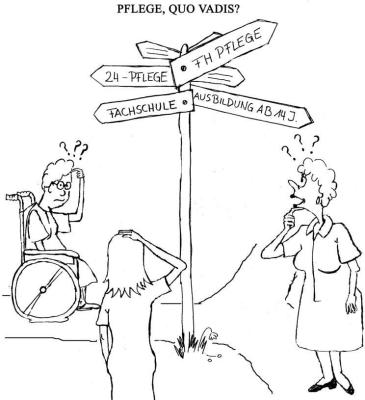 PFLEGE, QUO VADIS?
FH PFLEGE
24-PFLEGE
FACHSCHULE
AUSBILDUNG AB 14 J.
???
????